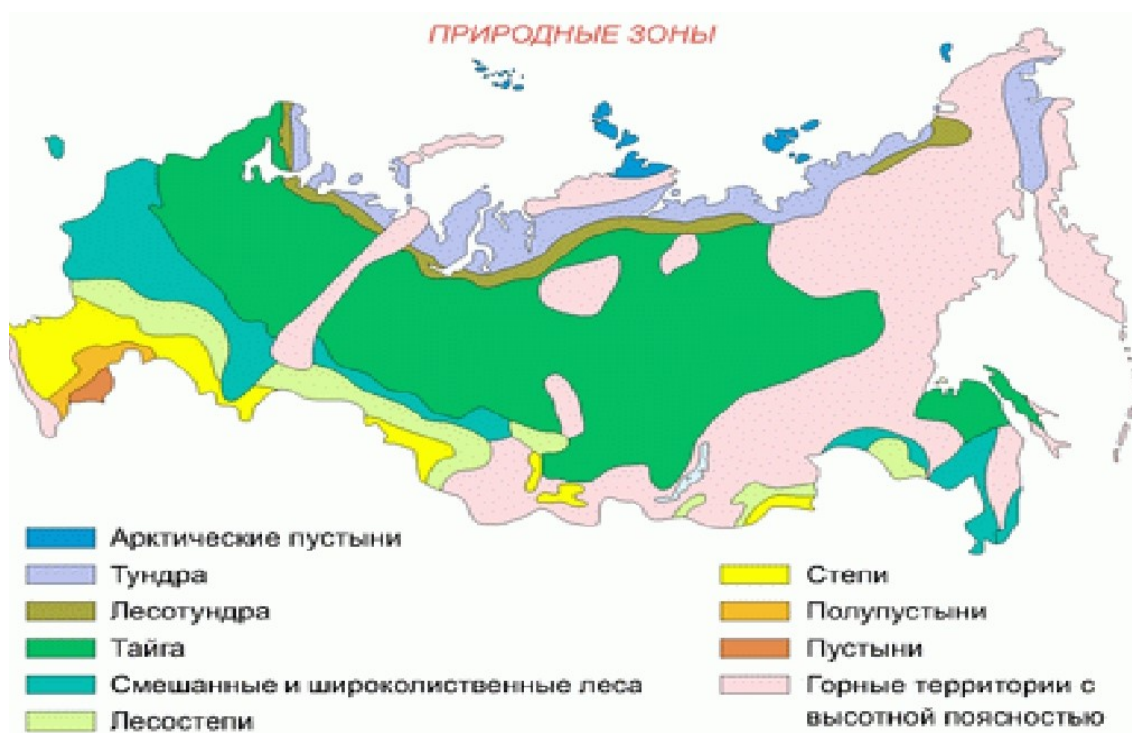 ПРИРОДНЫЕ ЗОНЫ
Арктические пустыни
Тундра
Лесотундра
Тайга
Смешанные и широколиственные леса
Лесостепи
Степи
Полупустыни
Пустыни
Горные территории с
высотной поясностью